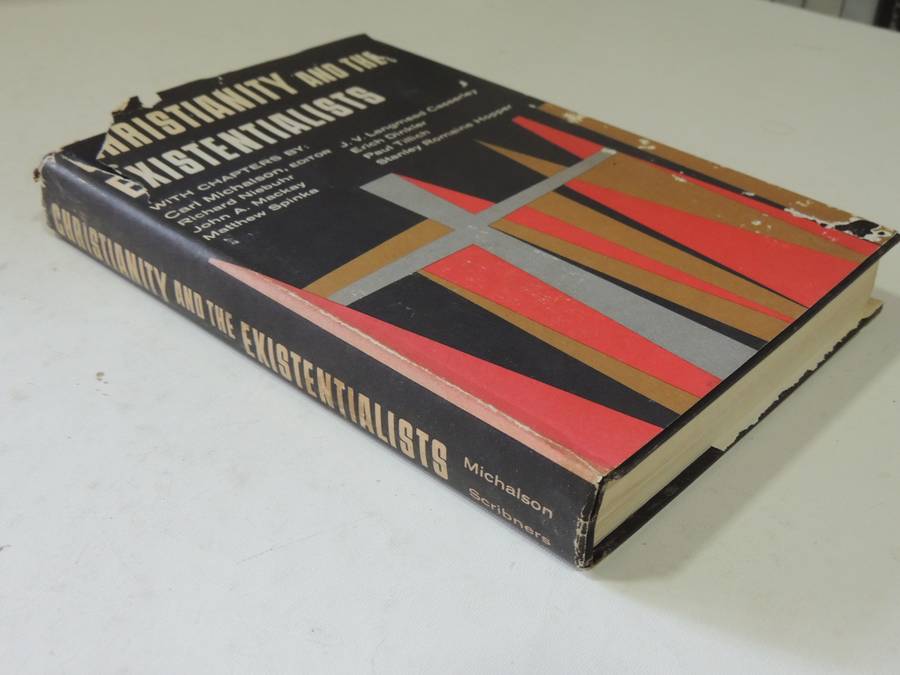 CHRISTIANITY AND THE
EXISTENTIALISTS
WITH CHAPTERS BY:
Carl Michalson, EDITOR
Richard Niebuhr
John A. Mackay
Matthew Spinka
J. V. Langmead Casserley
Erich Dinkler
Paul Tillich
Stanley Romaine Hopper
CHRISTIANITY AND THE EXISTENTIALISTS
Michalson
Scribners